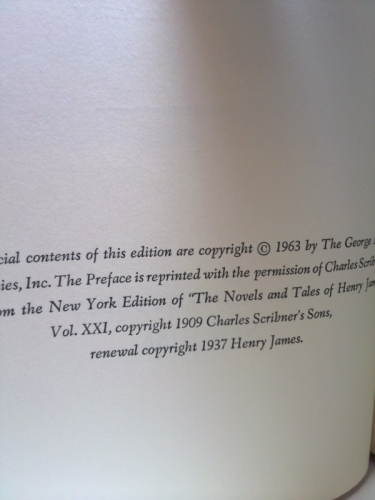 cial contents of this edition are copyright © 1963 by The George
ies, Inc. The Preface is reprinted with the permission of Charles Scrib
om the New York Edition of "The Novels and Tales of Henry Jam
Vol. XXI, copyright 1909 Charles Scribner's Sons,
renewal copyright 1937 Henry James.